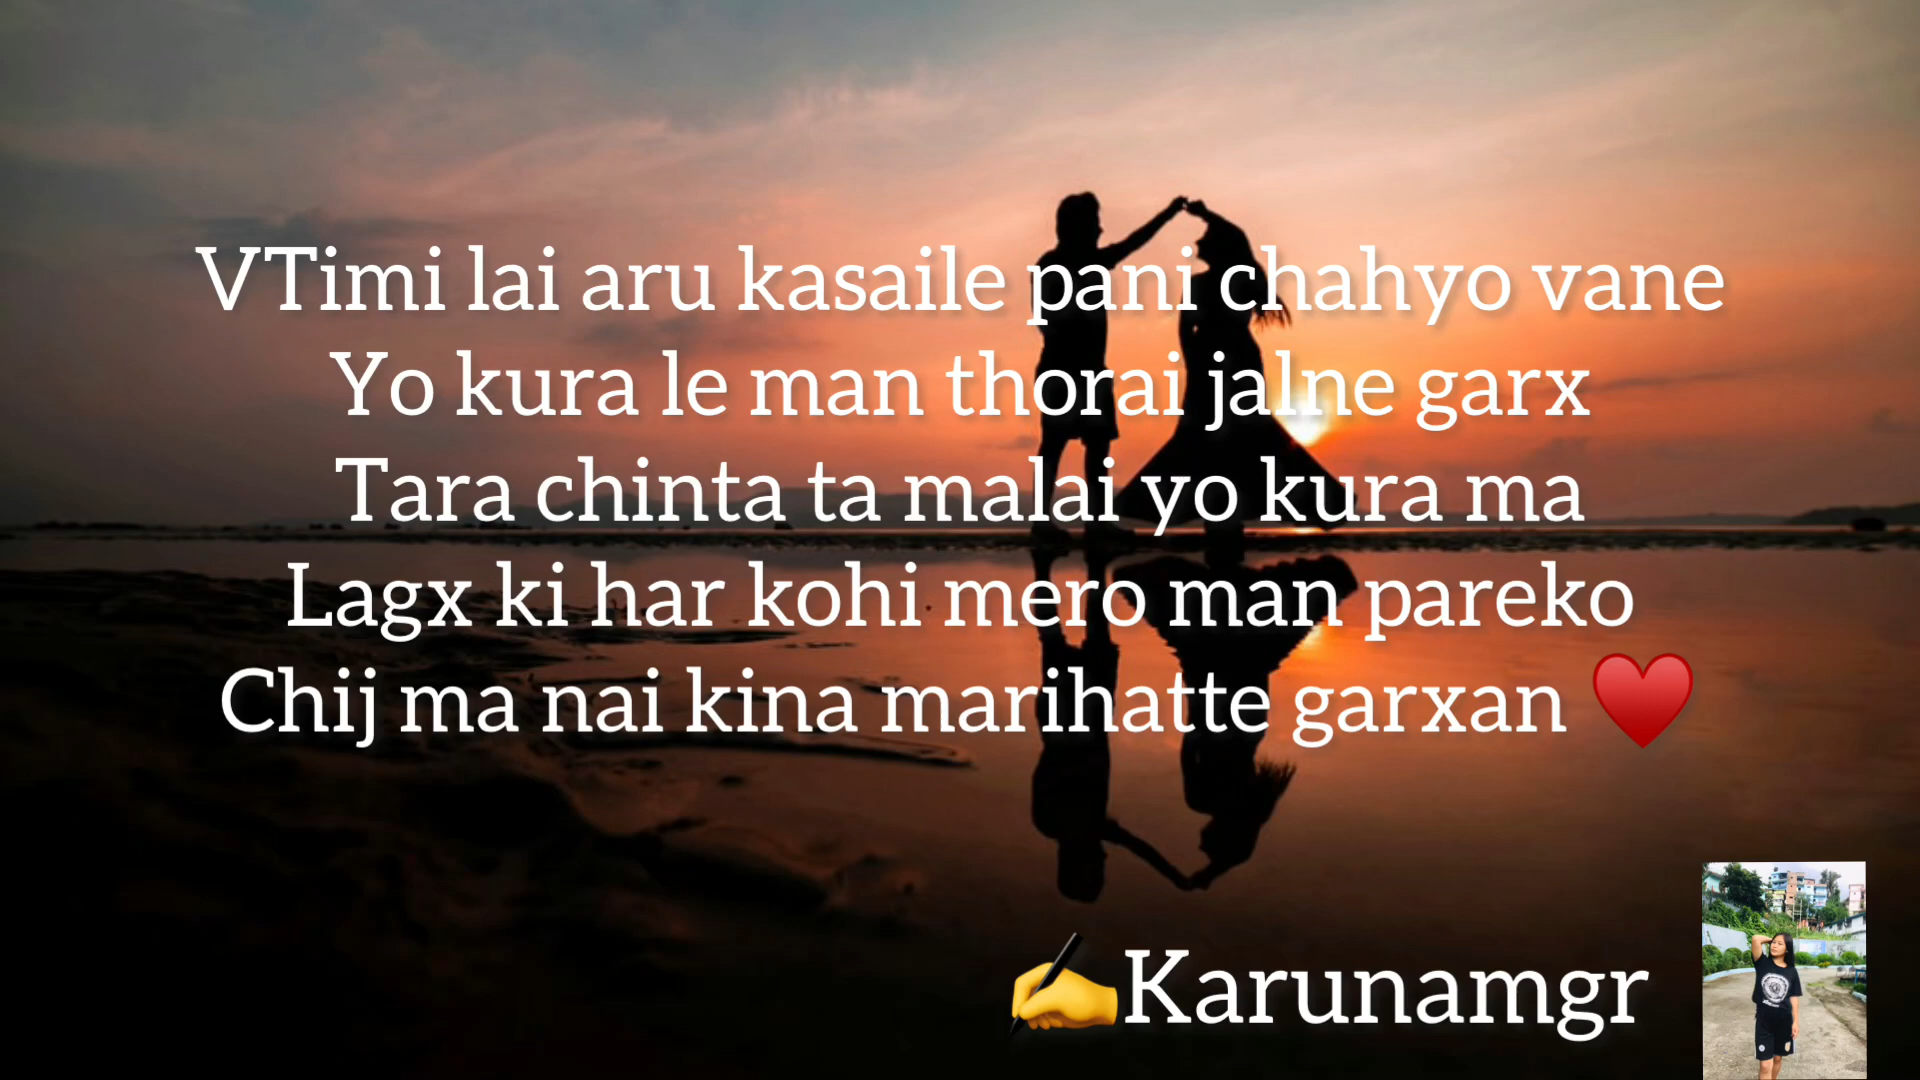 VTimi lai aru kasaile pani chahyo vane
Yo kura le man thorai jalne garx
Tara chinta ta malai yo kura ma
Lagx ki har kohi mero man pareko
Chij ma nai kina marihatte garxan ♥️
✍️Karunamgr